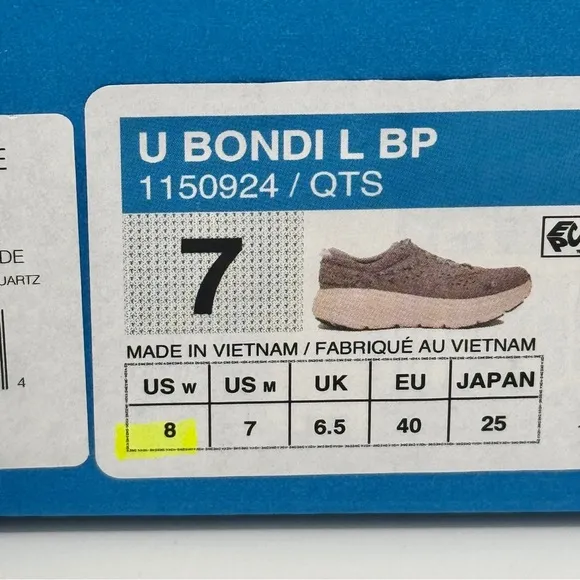 E
DE
UARTZ
4
U BONDI L BP
1150924 / QTS
7
MADE IN VIETNAM / FABRIQUÉ AU VIETNAM
US W US M UK EU JAPAN
8 7 6.5 40 25